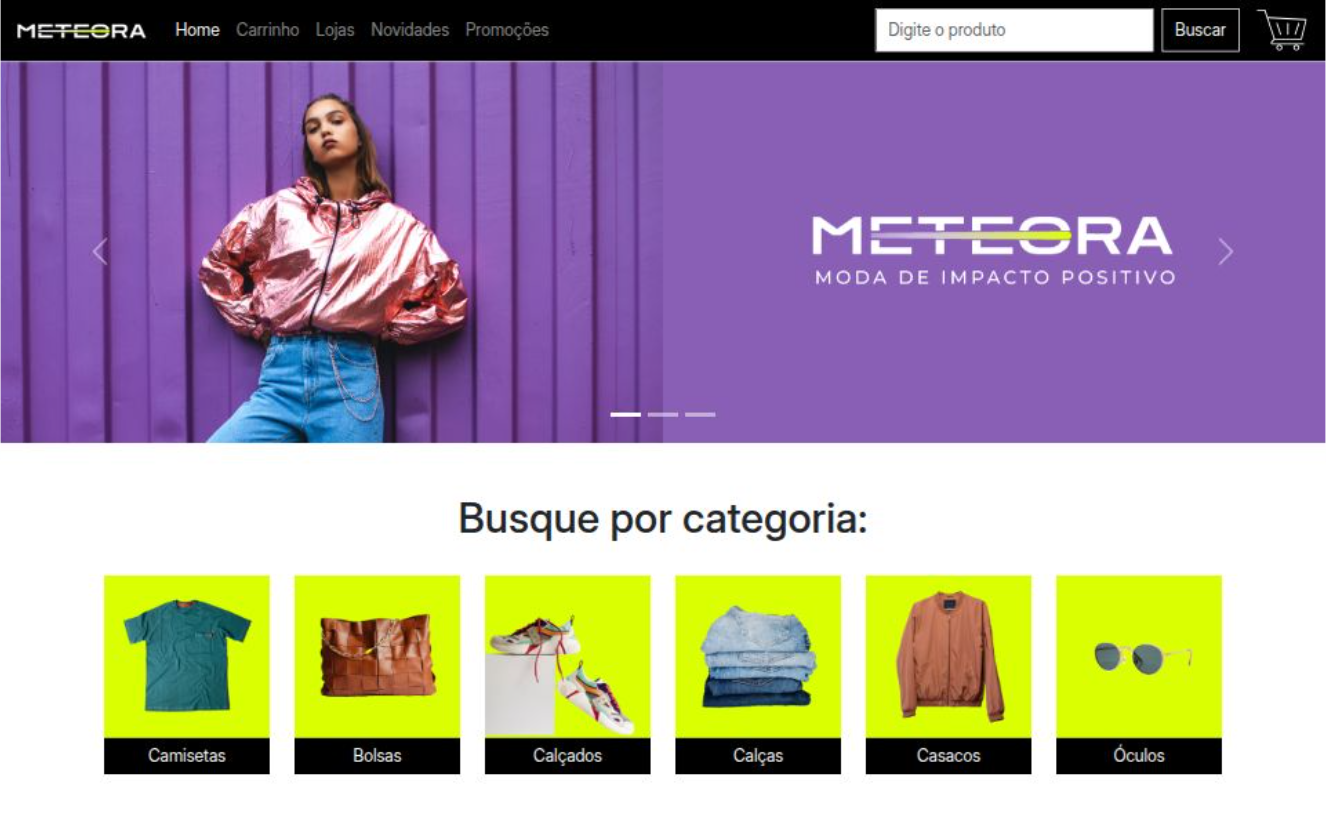 METEORA Home Carrinho Lojas Novidades Promoções Digite o produto Buscar
METEORA
MODA DE IMPACTO POSITIVO
Busque por categoria:
Camisetas Bolsas Calçados Calças Casacos Óculos